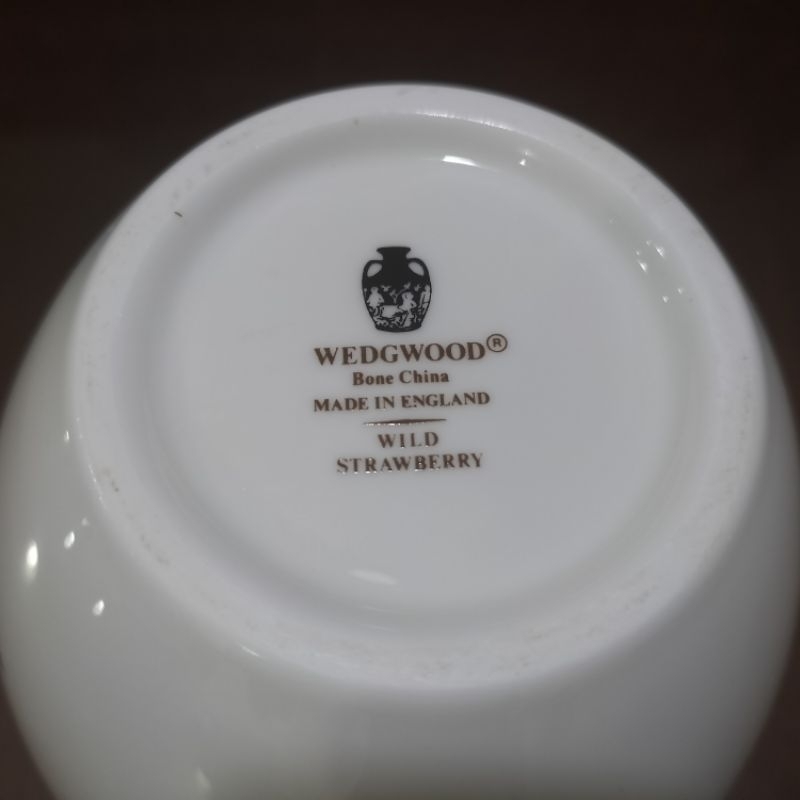 WEDGWOOD®
Bone China
MADE IN ENGLAND
WILD
STRAWBERRY